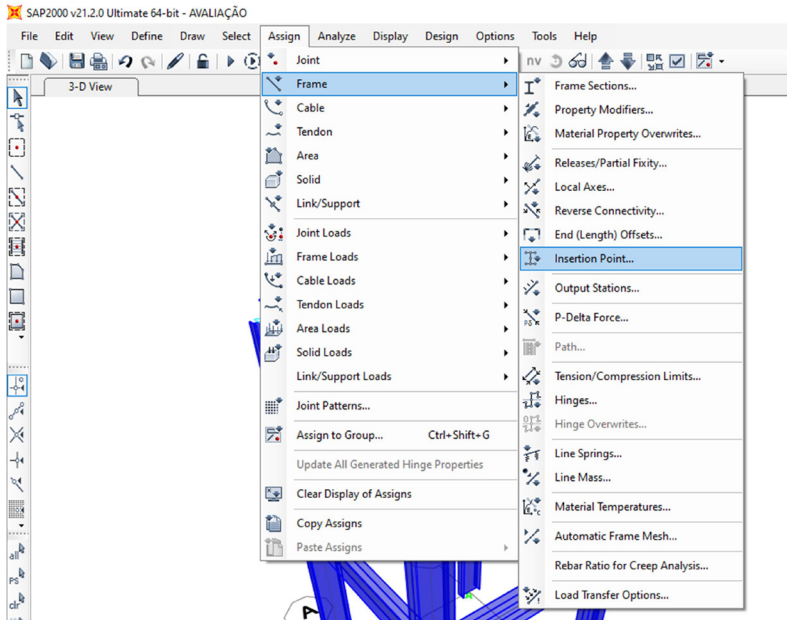 SAP2000 v21.2.0 Ultimate 64-bit - AVALIAÇÃO
File Edit View Define Draw Select Assign Analyze Display Design Options Tools Help
nv
3-D View
Joint
Frame
Cable
Tendon
Area
Solid
Link/Support
Joint Loads
Frame Loads
Cable Loads
Tendon Loads
Area Loads
Solid Loads
Link/Support Loads
Joint Patterns...
Assign to Group... Ctrl+Shift+G
Update All Generated Hinge Properties
Clear Display of Assigns
Copy Assigns
Paste Assigns
Frame Sections...
Property Modifiers...
Material Property Overwrites...
Releases/Partial Fixity...
Local Axes...
Reverse Connectivity...
End (Length) Offsets...
Insertion Point...
Output Stations...
P-Delta Force...
Path...
Tension/Compression Limits...
Hinges...
Hinge Overwrites...
Line Springs...
Line Mass...
Material Temperatures...
Automatic Frame Mesh...
Rebar Ratio for Creep Analysis...
Load Transfer Options...
all
PS
clr
A